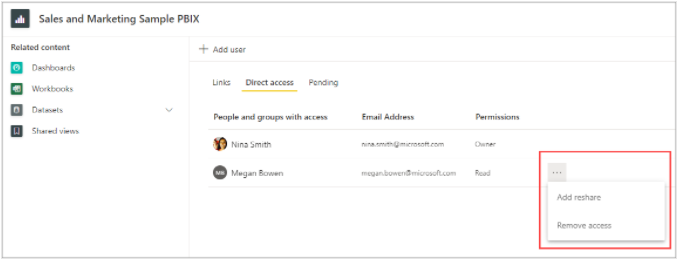 Sales and Marketing Sample PBIX
Related content
Dashboards
Workbooks
Datasets
Shared views
+ Add user
Links Direct access Pending
People and groups with access Email Address Permissions
Nina Smith nina.smith@microsoft.com Owner
MB Megan Bowen megan.bowen@microsoft.com Read ...
Add reshare
Remove access